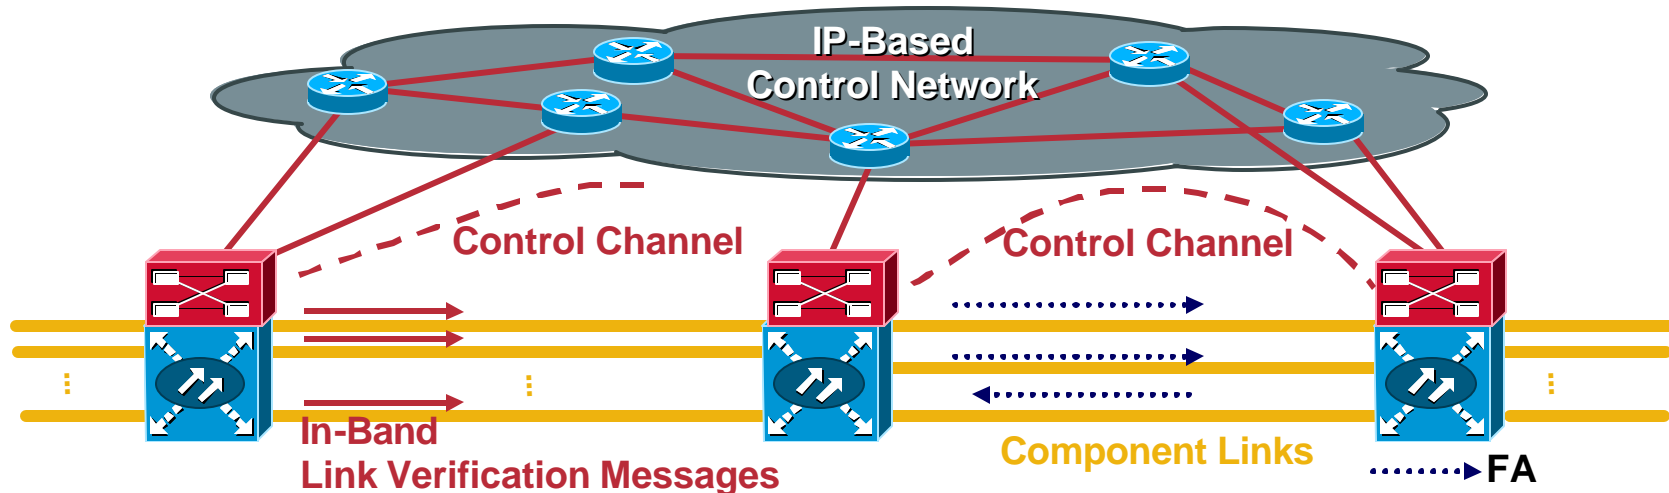 IP-Based
Control Network
Control Channel
Control Channel
In-Band
Link Verification Messages
Component Links
FA